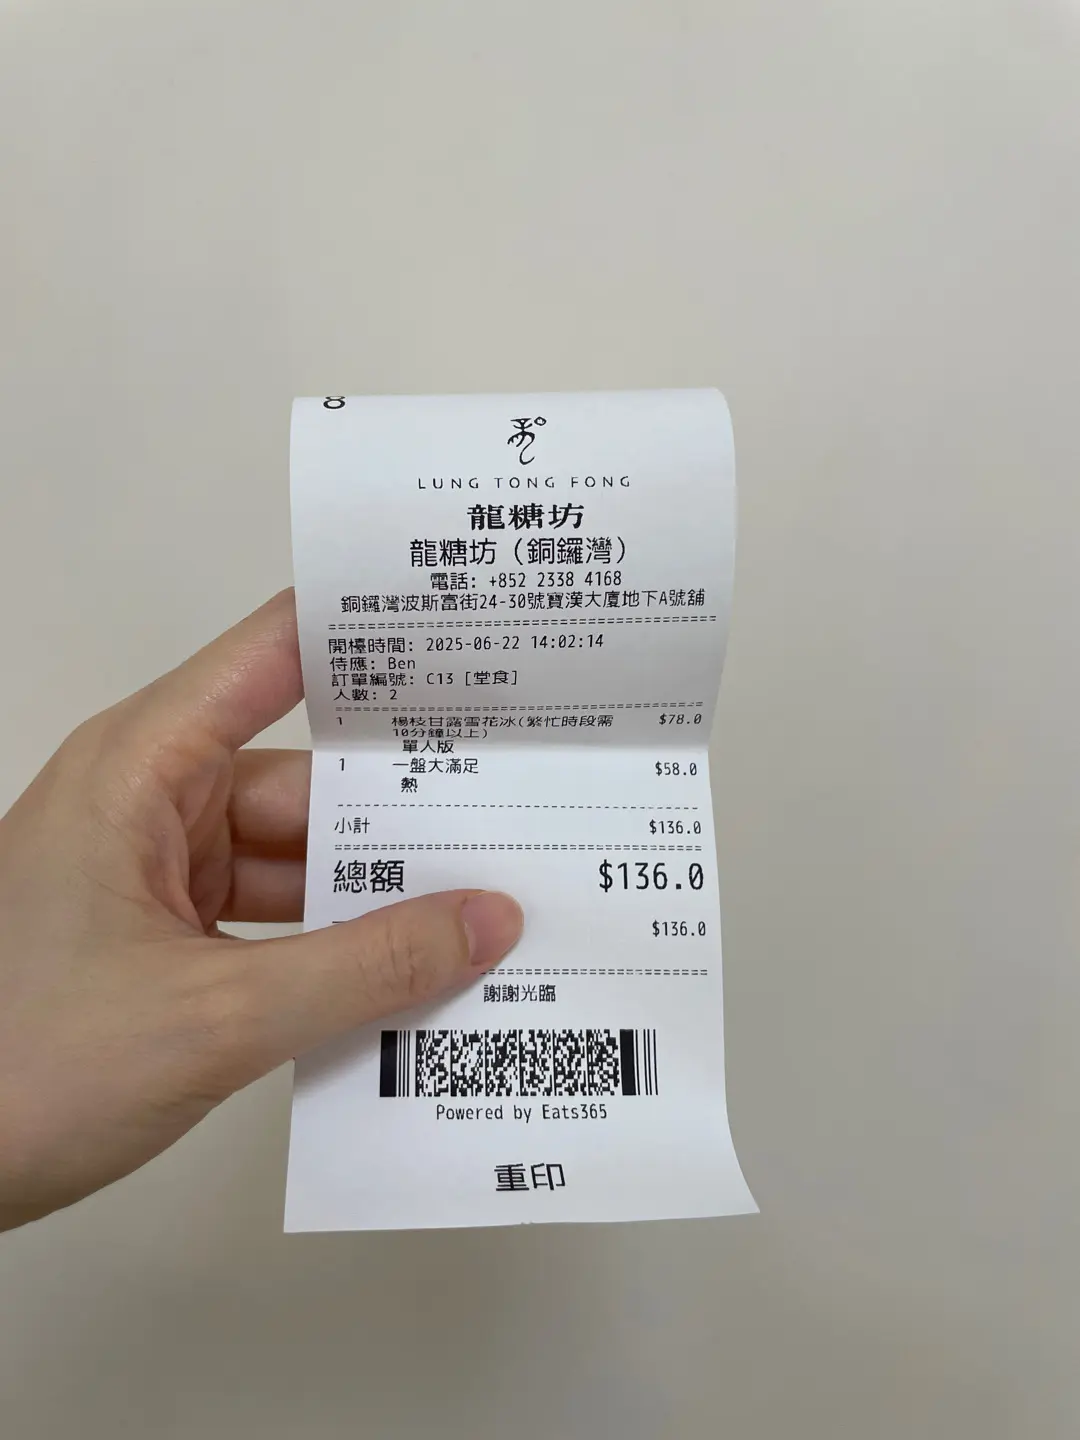 8
LUNG TONG FONG
龍糖坊
龍糖坊（銅鑼灣）
電話: +852 2338 4168
銅鑼灣波斯富街24-30號寶漢大廈地下A號舖
開檯時間: 2025-06-22 14:02:14
侍應: Ben
訂單編號: C13 [堂食]
人數: 2
1 楊枝甘露雪花冰(繁忙時段需 $78.0
10分鐘以上)
單人版
1 一盤大滿足 $58.0
熱
小計 $136.0
總額 $136.0
$136.0
謝謝光臨
Powered by Eats365
重印